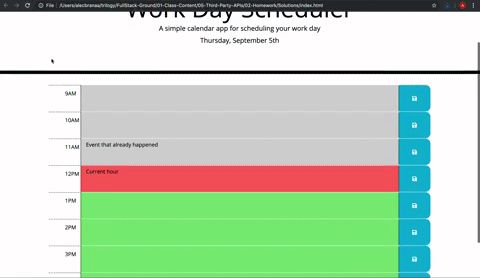 File | /Users/alecbranaa/trilogy/FullStack-Ground/01-Class-Content/05-Third-Party-APIs/02-Homework/Solutions/index.html
Work Day Scheduler
A simple calendar app for scheduling your work day
Thursday, September 5th
9AM
10AM
11AM Event that already happened
12PM Current hour
1PM
2PM
3PM